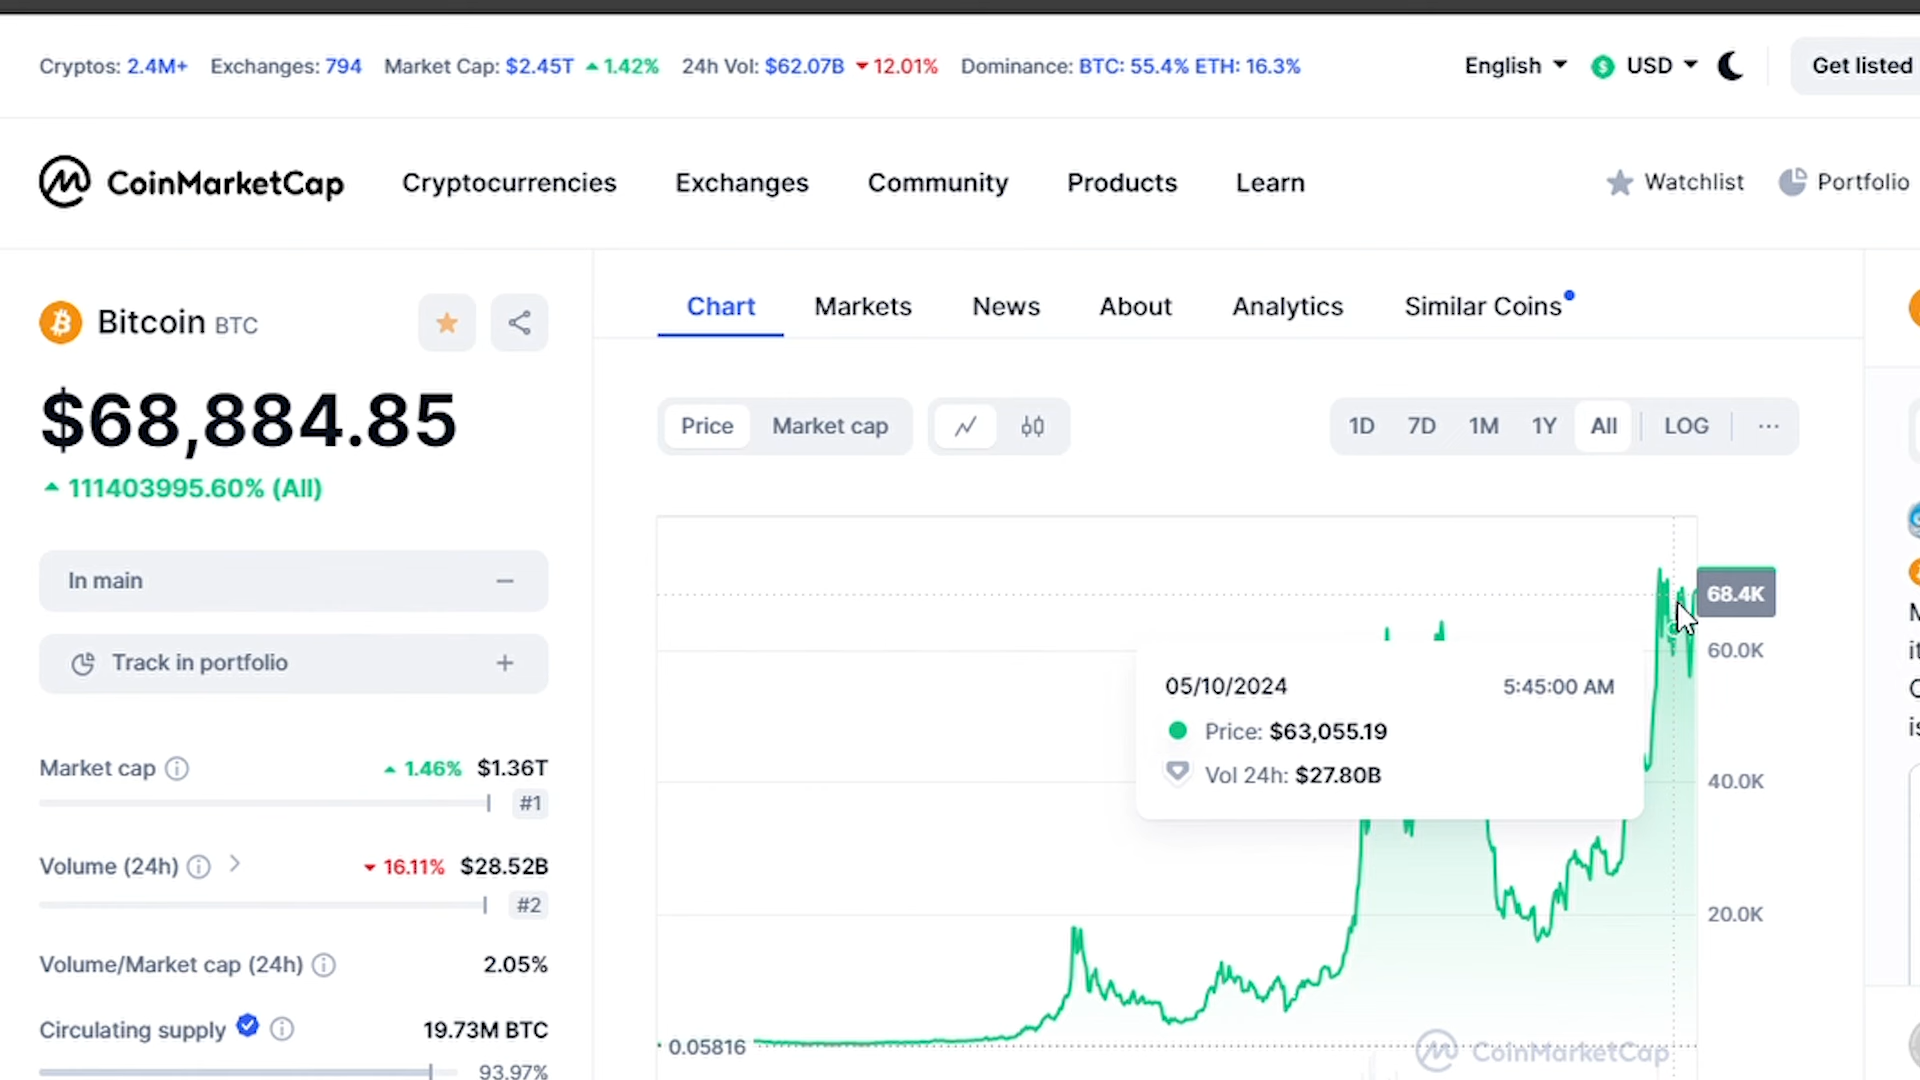 Cryptos: 2.4M+ Exchanges: 794 Market Cap: $2.45T 1.42% 24h Vol: $62.07B 12.01% Dominance: BTC: 55.4% ETH: 16.3% English USD Get listed
CoinMarketCap Cryptocurrencies Exchanges Community Products Learn Watchlist Portfolio
Bitcoin BTC
$68,884.85
111403995.60% (All)
In main
Track in portfolio
Market cap 1.46% $1.36T
#1
Volume (24h) 16.11% $28.52B
#2
Volume/Market cap (24h) 2.05%
Circulating supply 19.73M BTC
93.97%
Chart Markets News About Analytics Similar Coins
Price Market cap 1D 7D 1M 1Y All LOG
68.4K
60.0K
05/10/2024 5:45:00 AM
Price: $63,055.19
Vol 24h: $27.80B
40.0K
20.0K
0.05816
CoinMarketCap